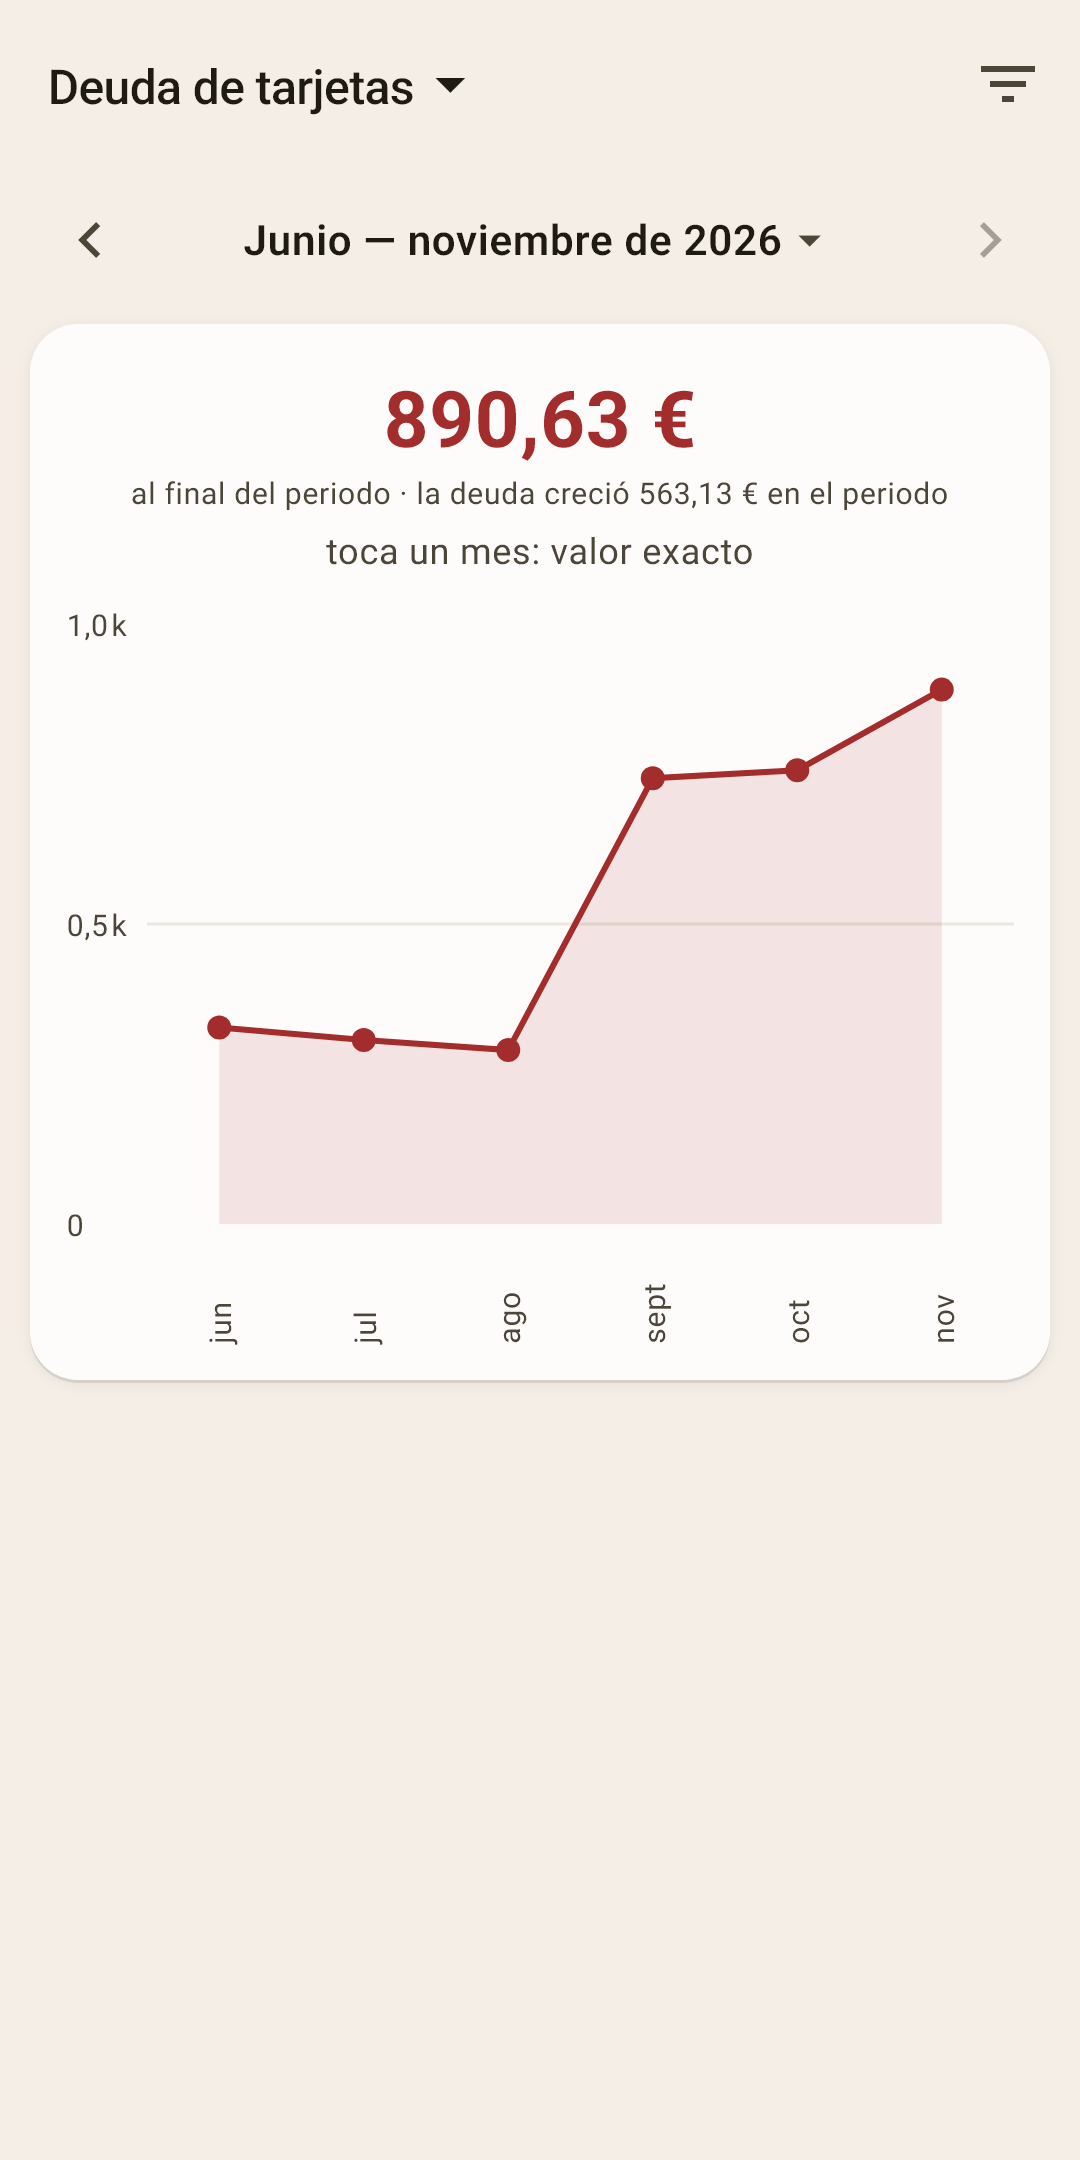 Deuda de tarjetas
Junio — noviembre de 2026
890,63 €
al final del periodo · la deuda creció 563,13 € en el periodo
toca un mes: valor exacto
1,0k
0,5k
0
jun
jul
ago
sept
oct
nov